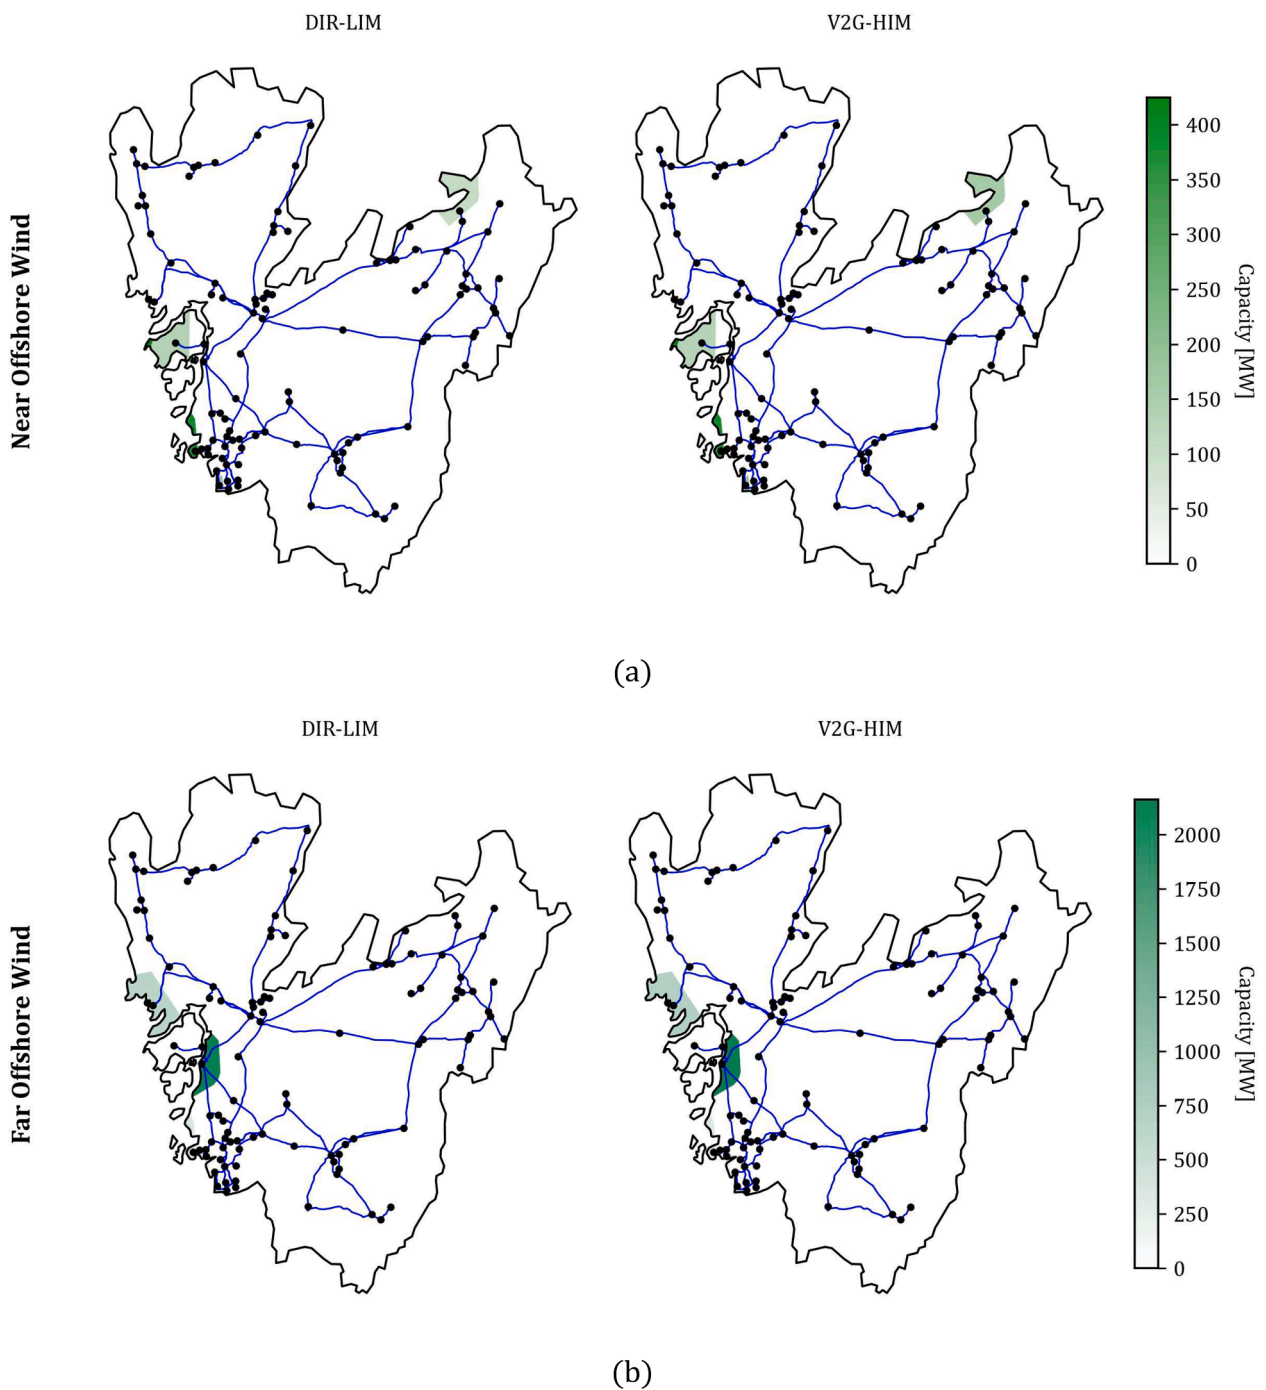 DIR-LIM
V2G-HIM
Near Offshore Wind
400
350
300
250
200
150
100
50
0
Capacity [MW]
(a)
DIR-LIM
V2G-HIM
Far Offshore Wind
2000
1750
1500
1250
1000
750
500
250
0
Capacity [MW]
(b)